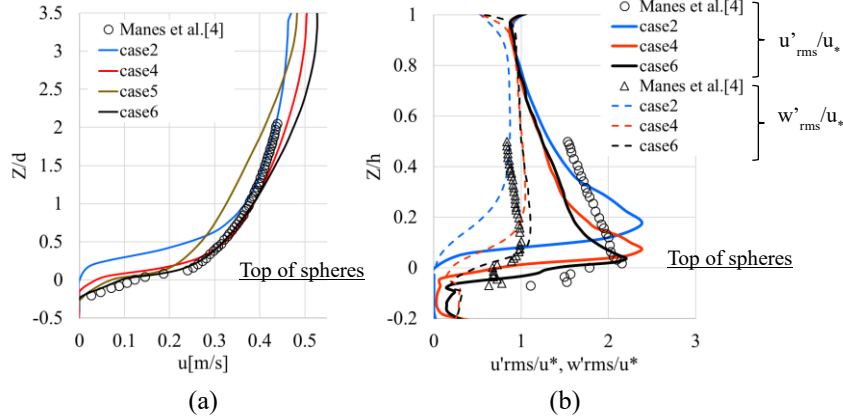 3.5
3
2.5
2
1.5
1
0.5
0
-0.5
Z/d
0
0.1
0.2
0.3
0.4
0.5
u[m/s]
Manes et al.[4]
case2
case4
case5
case6
Top of spheres
(a)
1
0.8
0.6
0.4
0.2
0
-0.2
Z/h
0
1
2
3
u'rms/u*, w'rms/u*
Manes et al.[4]
case2
case4
case6
u'rms/u*
Manes et al.[4]
case2
case4
case6
w'rms/u*
Top of spheres
(b)